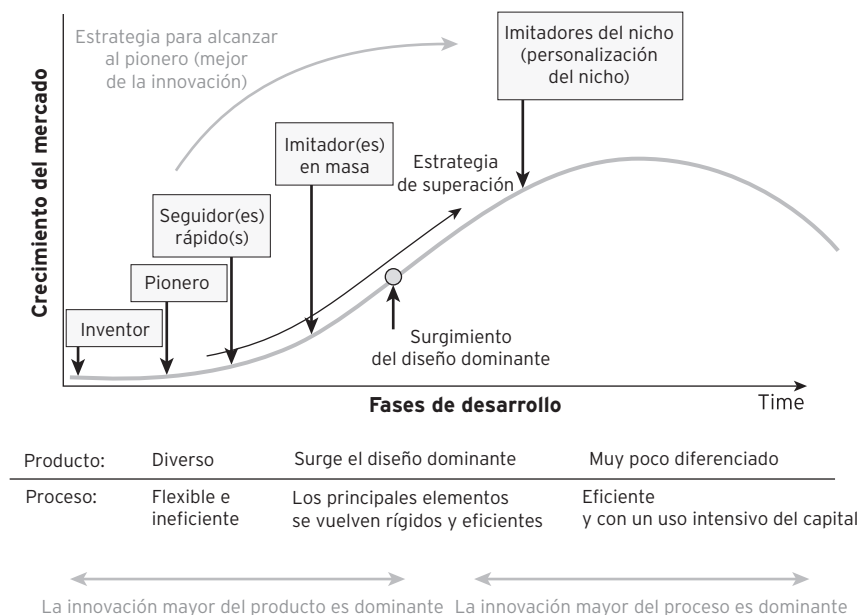 Estrategia para alcanzar
al pionero (mejor
de la innovación)
Imitadores del nicho
(personalización
del nicho)
Imitador(es)
en masa
Estrategia
de superación
Seguidor(es)
rápido(s)
Pionero
Inventor
Surgimiento
del diseño dominante
Crecimiento del mercado
Fases de desarrollo
Time
Producto: Diverso Surge el diseño dominante Muy poco diferenciado
Proceso: Flexible e Los principales elementos Eficiente
ineficiente se vuelven rígidos y eficientes y con un uso intensivo del capital
La innovación mayor del producto es dominante La innovación mayor del proceso es dominante